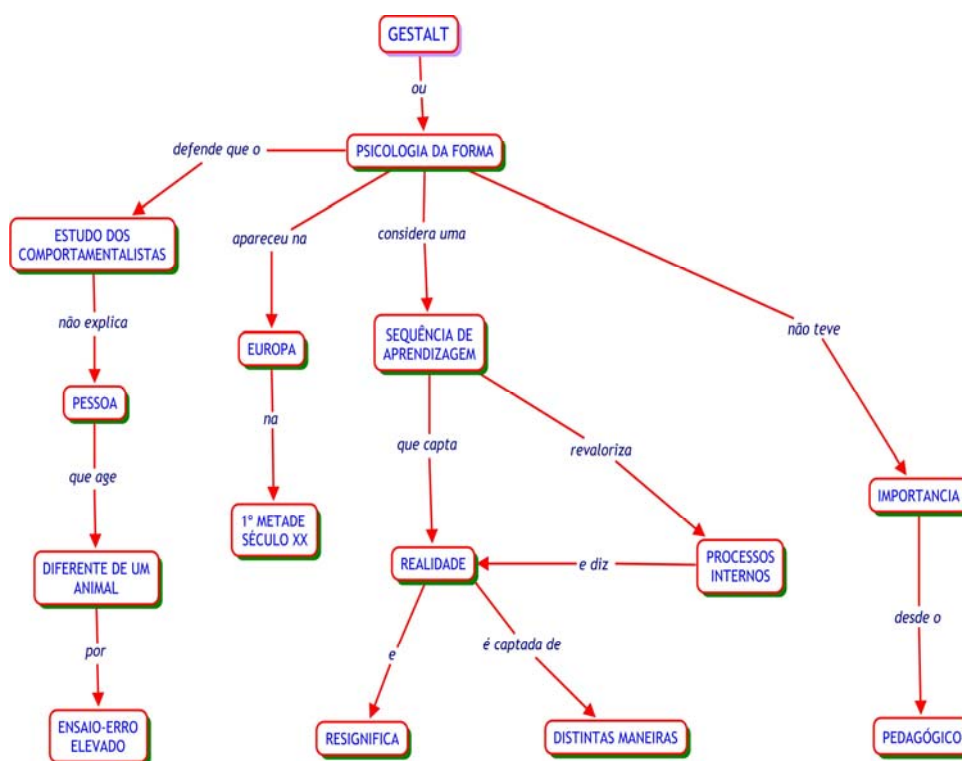 GESTALT
ou
defende que o
PSICOLOGIA DA FORMA
ESTUDO DOS
COMPORTAMENTALISTAS
apareceu na
considera uma
não explica
EUROPA
SEQUÊNCIA DE
APRENDIZAGEM
não teve
PESSOA
na
que capta
revaloriza
que age
1º METADE
SÉCULO XX
IMPORTANCIA
DIFERENTE DE UM
ANIMAL
REALIDADE
e diz
PROCESSOS
INTERNOS
desde o
por
e
é captada de
ENSAIO-ERRO
ELEVADO
RESIGNIFICA
DISTINTAS MANEIRAS
PEDAGÓGICO